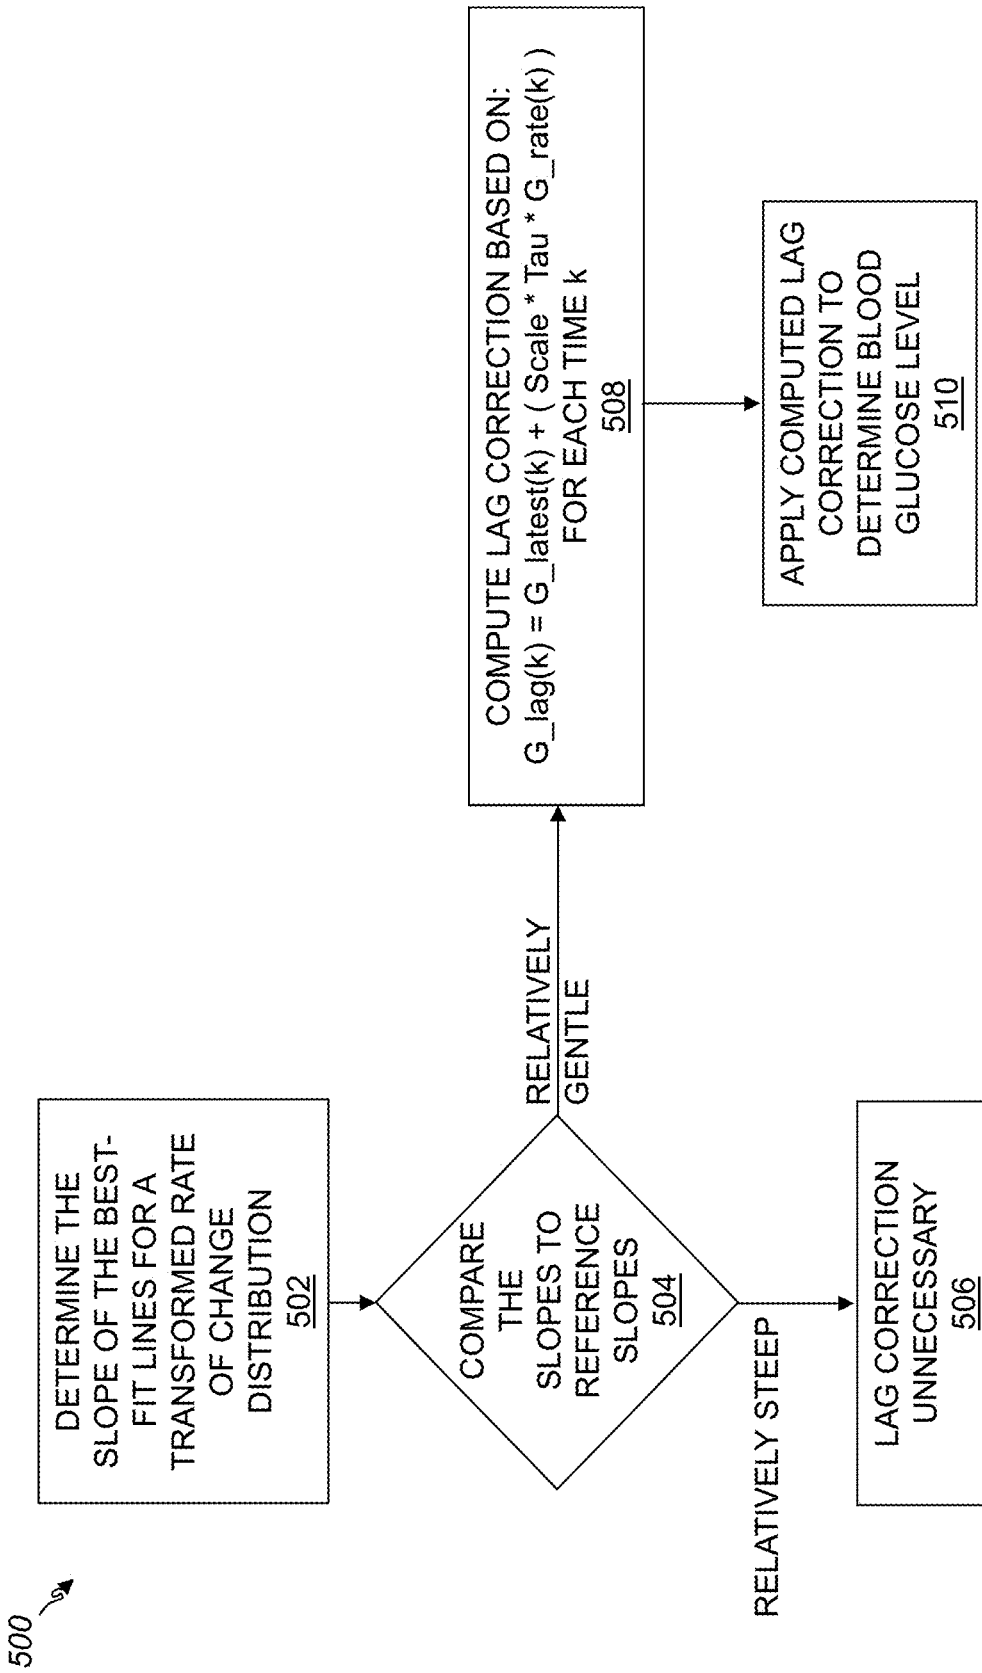 500
DETERMINE THE
SLOPE OF THE BEST-
FIT LINES FOR A
TRANSFORMED RATE
OF CHANGE
DISTRIBUTION
502
COMPARE
THE
SLOPES TO
REFERENCE
SLOPES
504
RELATIVELY STEEP
LAG CORRECTION
UNNECESSARY
506
RELATIVELY
GENTLE
COMPUTE LAG CORRECTION BASED ON:
G_lag(k) = G_latest(k) + ( Scale * Tau * G_rate(k) )
FOR EACH TIME k
508
APPLY COMPUTED LAG
CORRECTION TO
DETERMINE BLOOD
GLUCOSE LEVEL
510